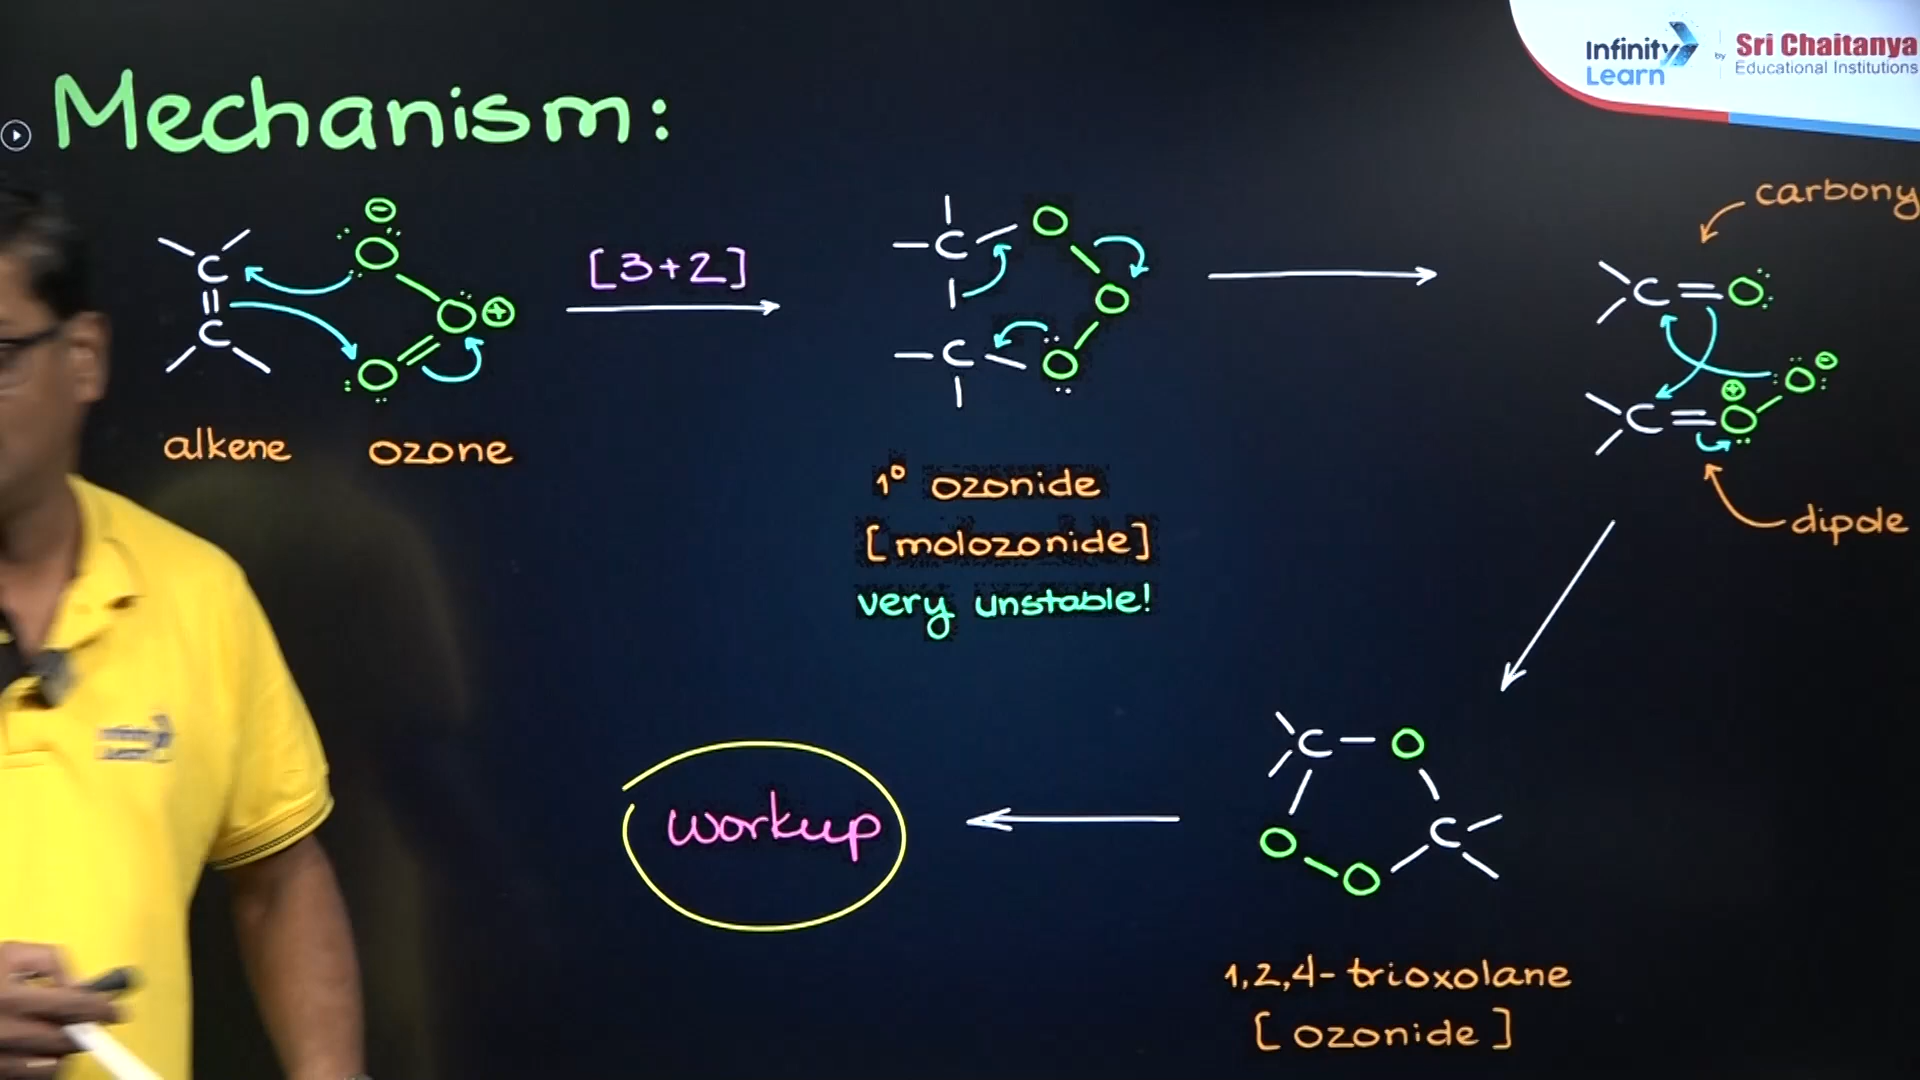 Infinity Learn by Sri Chaitanya Educational Institutions
Mechanism:
C
C
O
O
O
alkene ozone
[3+2]
C
C
O
O
O
1° ozonide
[molozonide]
very unstable!
carbony
C=O
C=O-O
dipole
C-O
C
O-O
1,2,4-trioxolane
[ozonide]
workup